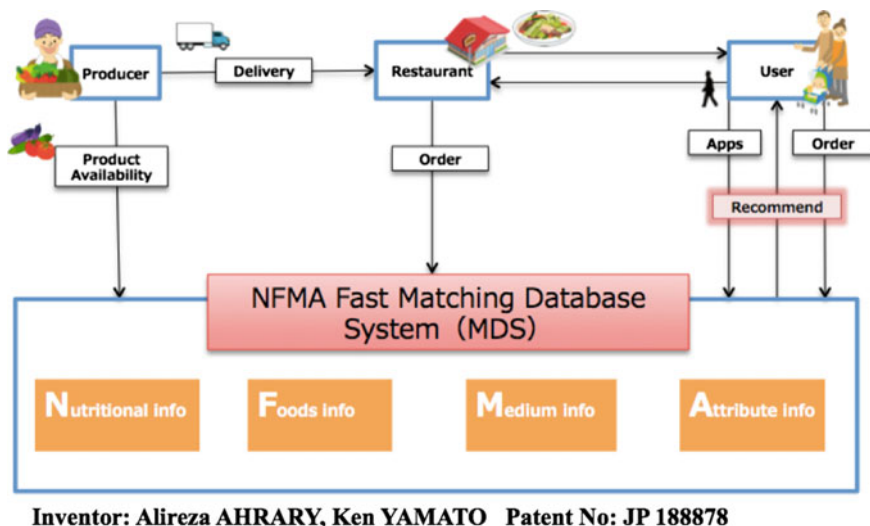 Producer
Delivery
Restaurant
User
Product
Availability
Order
Apps
Order
Recommend
NFMA Fast Matching Database
System（MDS）
Nutritional info
Foods info
Medium info
Attribute info
Inventor: Alireza AHRARY, Ken YAMATO Patent No: JP 188878